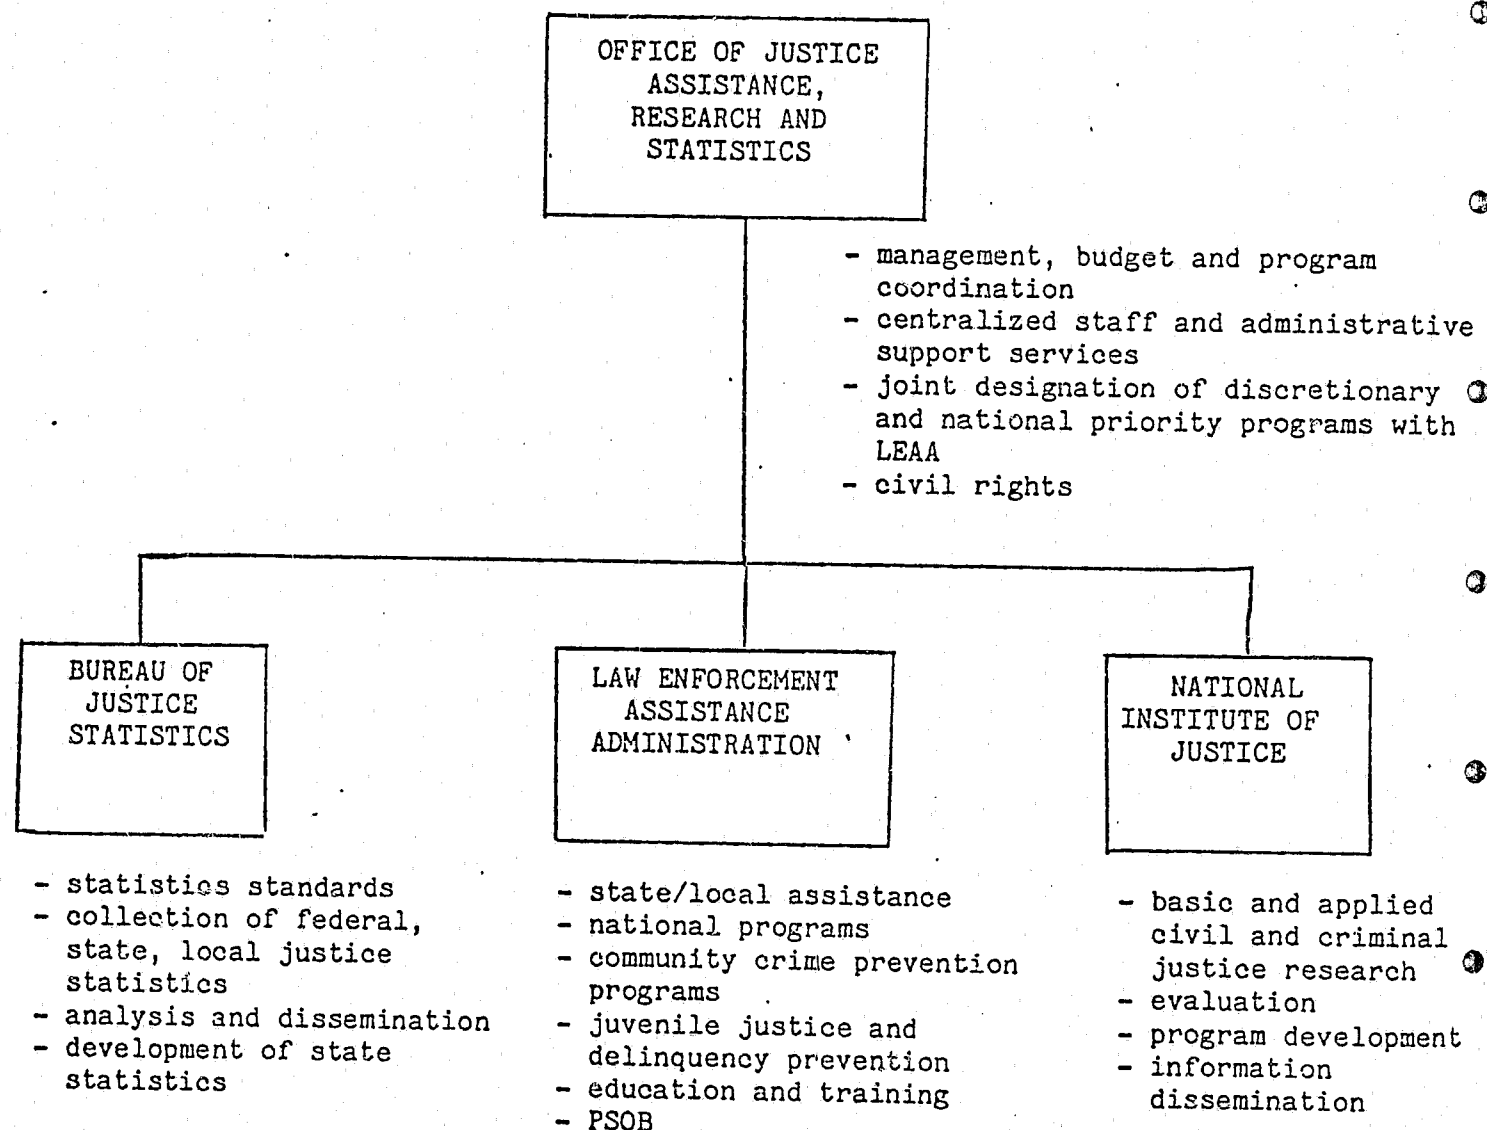 OFFICE OF JUSTICE
ASSISTANCE,
RESEARCH AND
STATISTICS
- management, budget and program
coordination
- centralized staff and administrative
support services
- joint designation of discretionary
and national priority programs with
LEAA
- civil rights
BUREAU OF
JUSTICE
STATISTICS
- statistics standards
- collection of federal,
state, local justice
statistics
- analysis and dissemination
- development of state
statistics
LAW ENFORCEMENT
ASSISTANCE
ADMINISTRATION
- state/local assistance
- national programs
- community crime prevention
programs
- juvenile justice and
delinquency prevention
- education and training
- PSOB
NATIONAL
INSTITUTE OF
JUSTICE
- basic and applied
civil and criminal
justice research
- evaluation
- program development
- information
dissemination